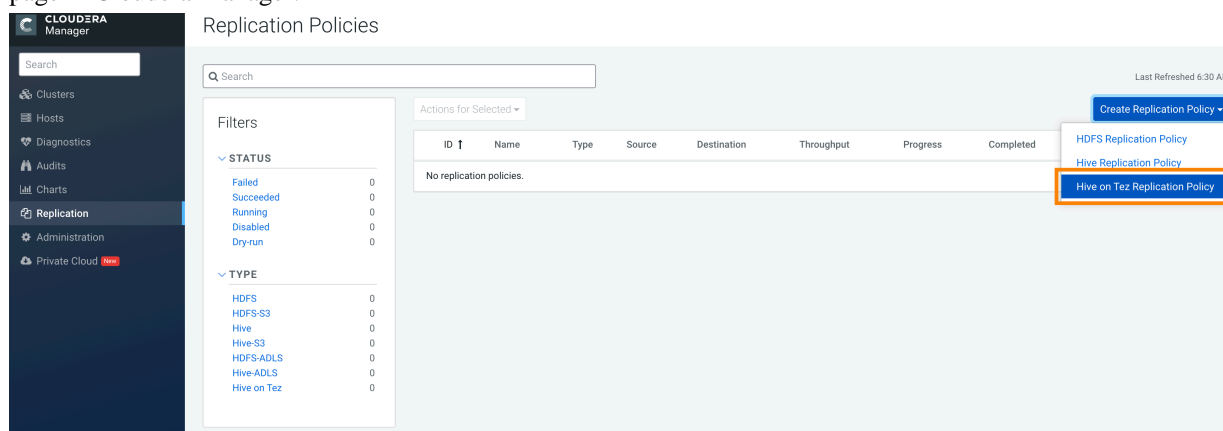 CLOUDERA
Manager
Replication Policies
Search
Search
Last Refreshed 6:30
Clusters
Hosts
Diagnostics
Audits
Charts
Replication
Administration
Private Cloud New
Filters
STATUS
Failed 0
Succeeded 0
Running 0
Disabled 0
Dry-run 0
TYPE
HDFS 0
HDFS-S3 0
Hive 0
Hive-S3 0
HDFS-ADLS 0
Hive-ADLS 0
Hive on Tez 0
Actions for Selected
Create Replication Policy
ID Name Type Source Destination Throughput Progress Completed
No replication policies.
HDFS Replication Policy
Hive Replication Policy
Hive on Tez Replication Policy